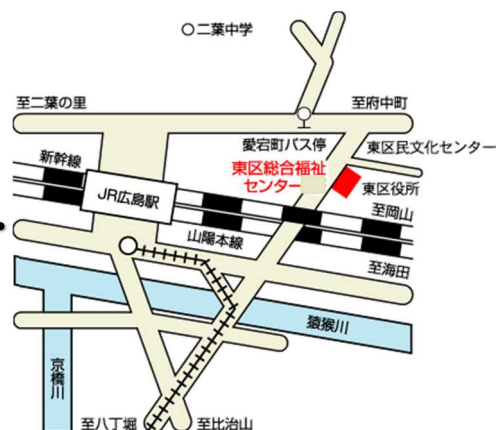 二葉中学
至二葉の里
至府中町
愛宕町バス停
東区民文化センター
新幹線
東区総合福祉
センター
東区役所
JR広島駅
至岡山
山陽本線
至海田
猿猴川
京橋川
至八丁堀
至比治山